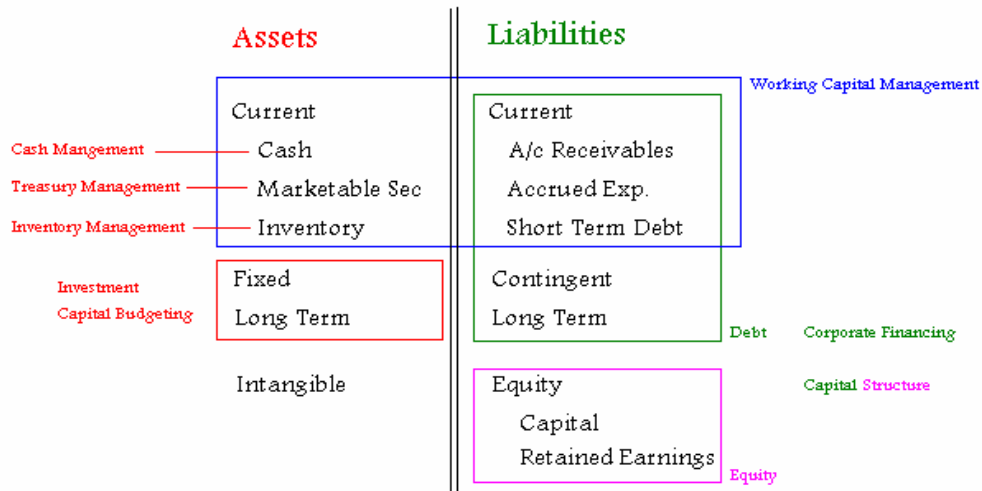 Assets
Liabilities
Working Capital Management
Current
Current
Cash Mangement
Cash
A/c Receivables
Treasury Management
Marketable Sec
Accrued Exp.
Inventory Management
Inventory
Short Term Debt
Investment
Capital Budgeting
Fixed
Long Term
Contingent
Long Term
Debt
Corporate Financing
Intangible
Equity
Capital Structure
Capital
Retained Earnings
Equity